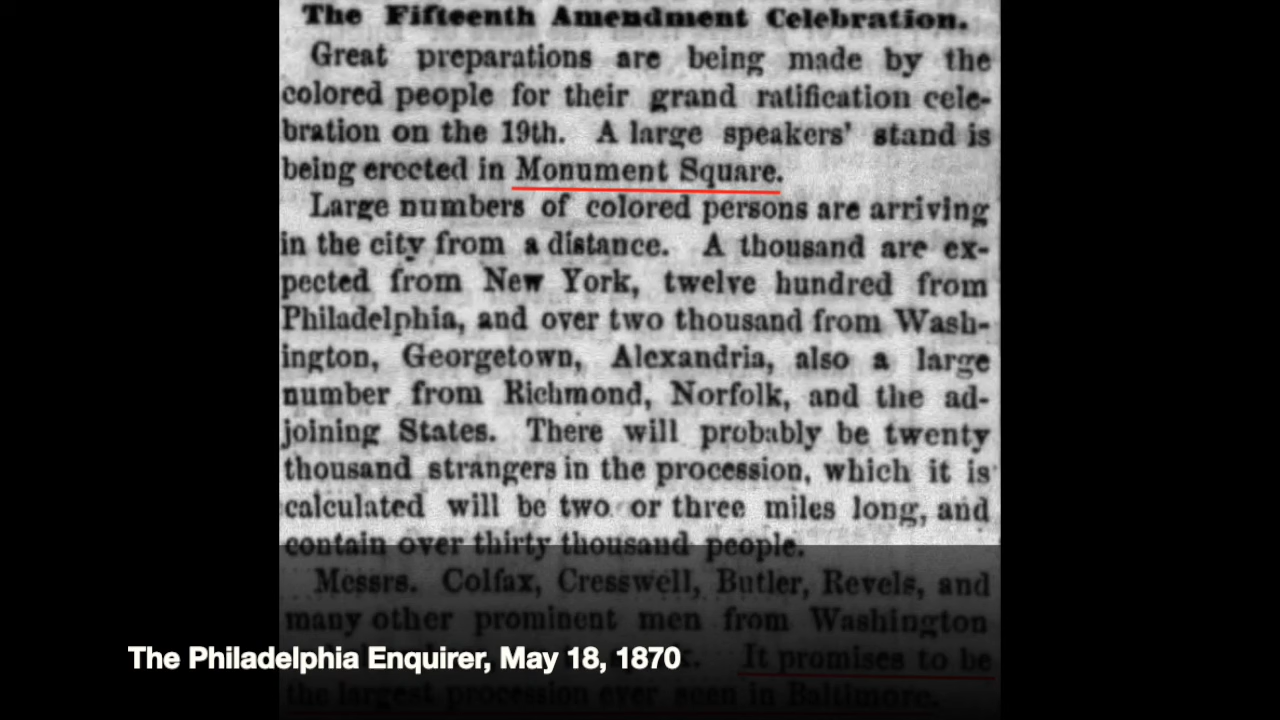 The Fifteenth Amendment Celebration.
Great preparations are being made by the
colored people for their grand ratification cele-
bration on the 19th. A large speakers' stand is
being erected in Monument Square.
Large numbers of colored persons are arriving
in the city from a distance. A thousand are ex-
pected from New York, twelve hundred from
Philadelphia, and over two thousand from Wash-
ington, Georgetown, Alexandria, also a large
number from Richmond, Norfolk, and the ad-
joining States. There will probably be twenty
thousand strangers in the procession, which it is
calculated will be two or three miles long, and
contain over thirty thousand people.
Messrs. Colfax, Cresswell, Butler, Revels, and
many other prominent men from Washington
It promises to be
the largest procession ever seen in Baltimore.
The Philadelphia Enquirer, May 18, 1870